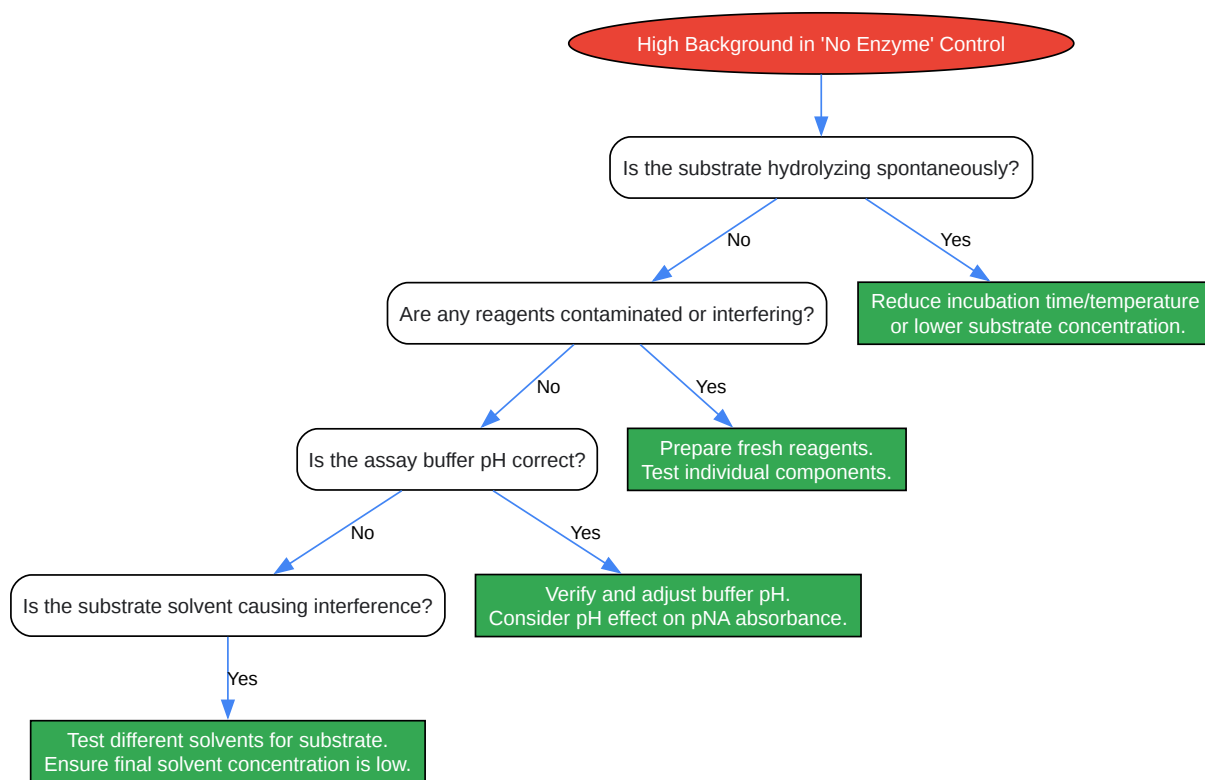 High Background in 'No Enzyme' Control
Is the substrate hydrolyzing spontaneously?
No
Yes
Are any reagents contaminated or interfering?
Reduce incubation time/temperature
or lower substrate concentration.
No
Yes
Is the assay buffer pH correct?
Prepare fresh reagents.
Test individual components.
No
Yes
Is the substrate solvent causing interference?
Verify and adjust buffer pH.
Consider pH effect on pNA absorbance.
Yes
Test different solvents for substrate.
Ensure final solvent concentration is low.